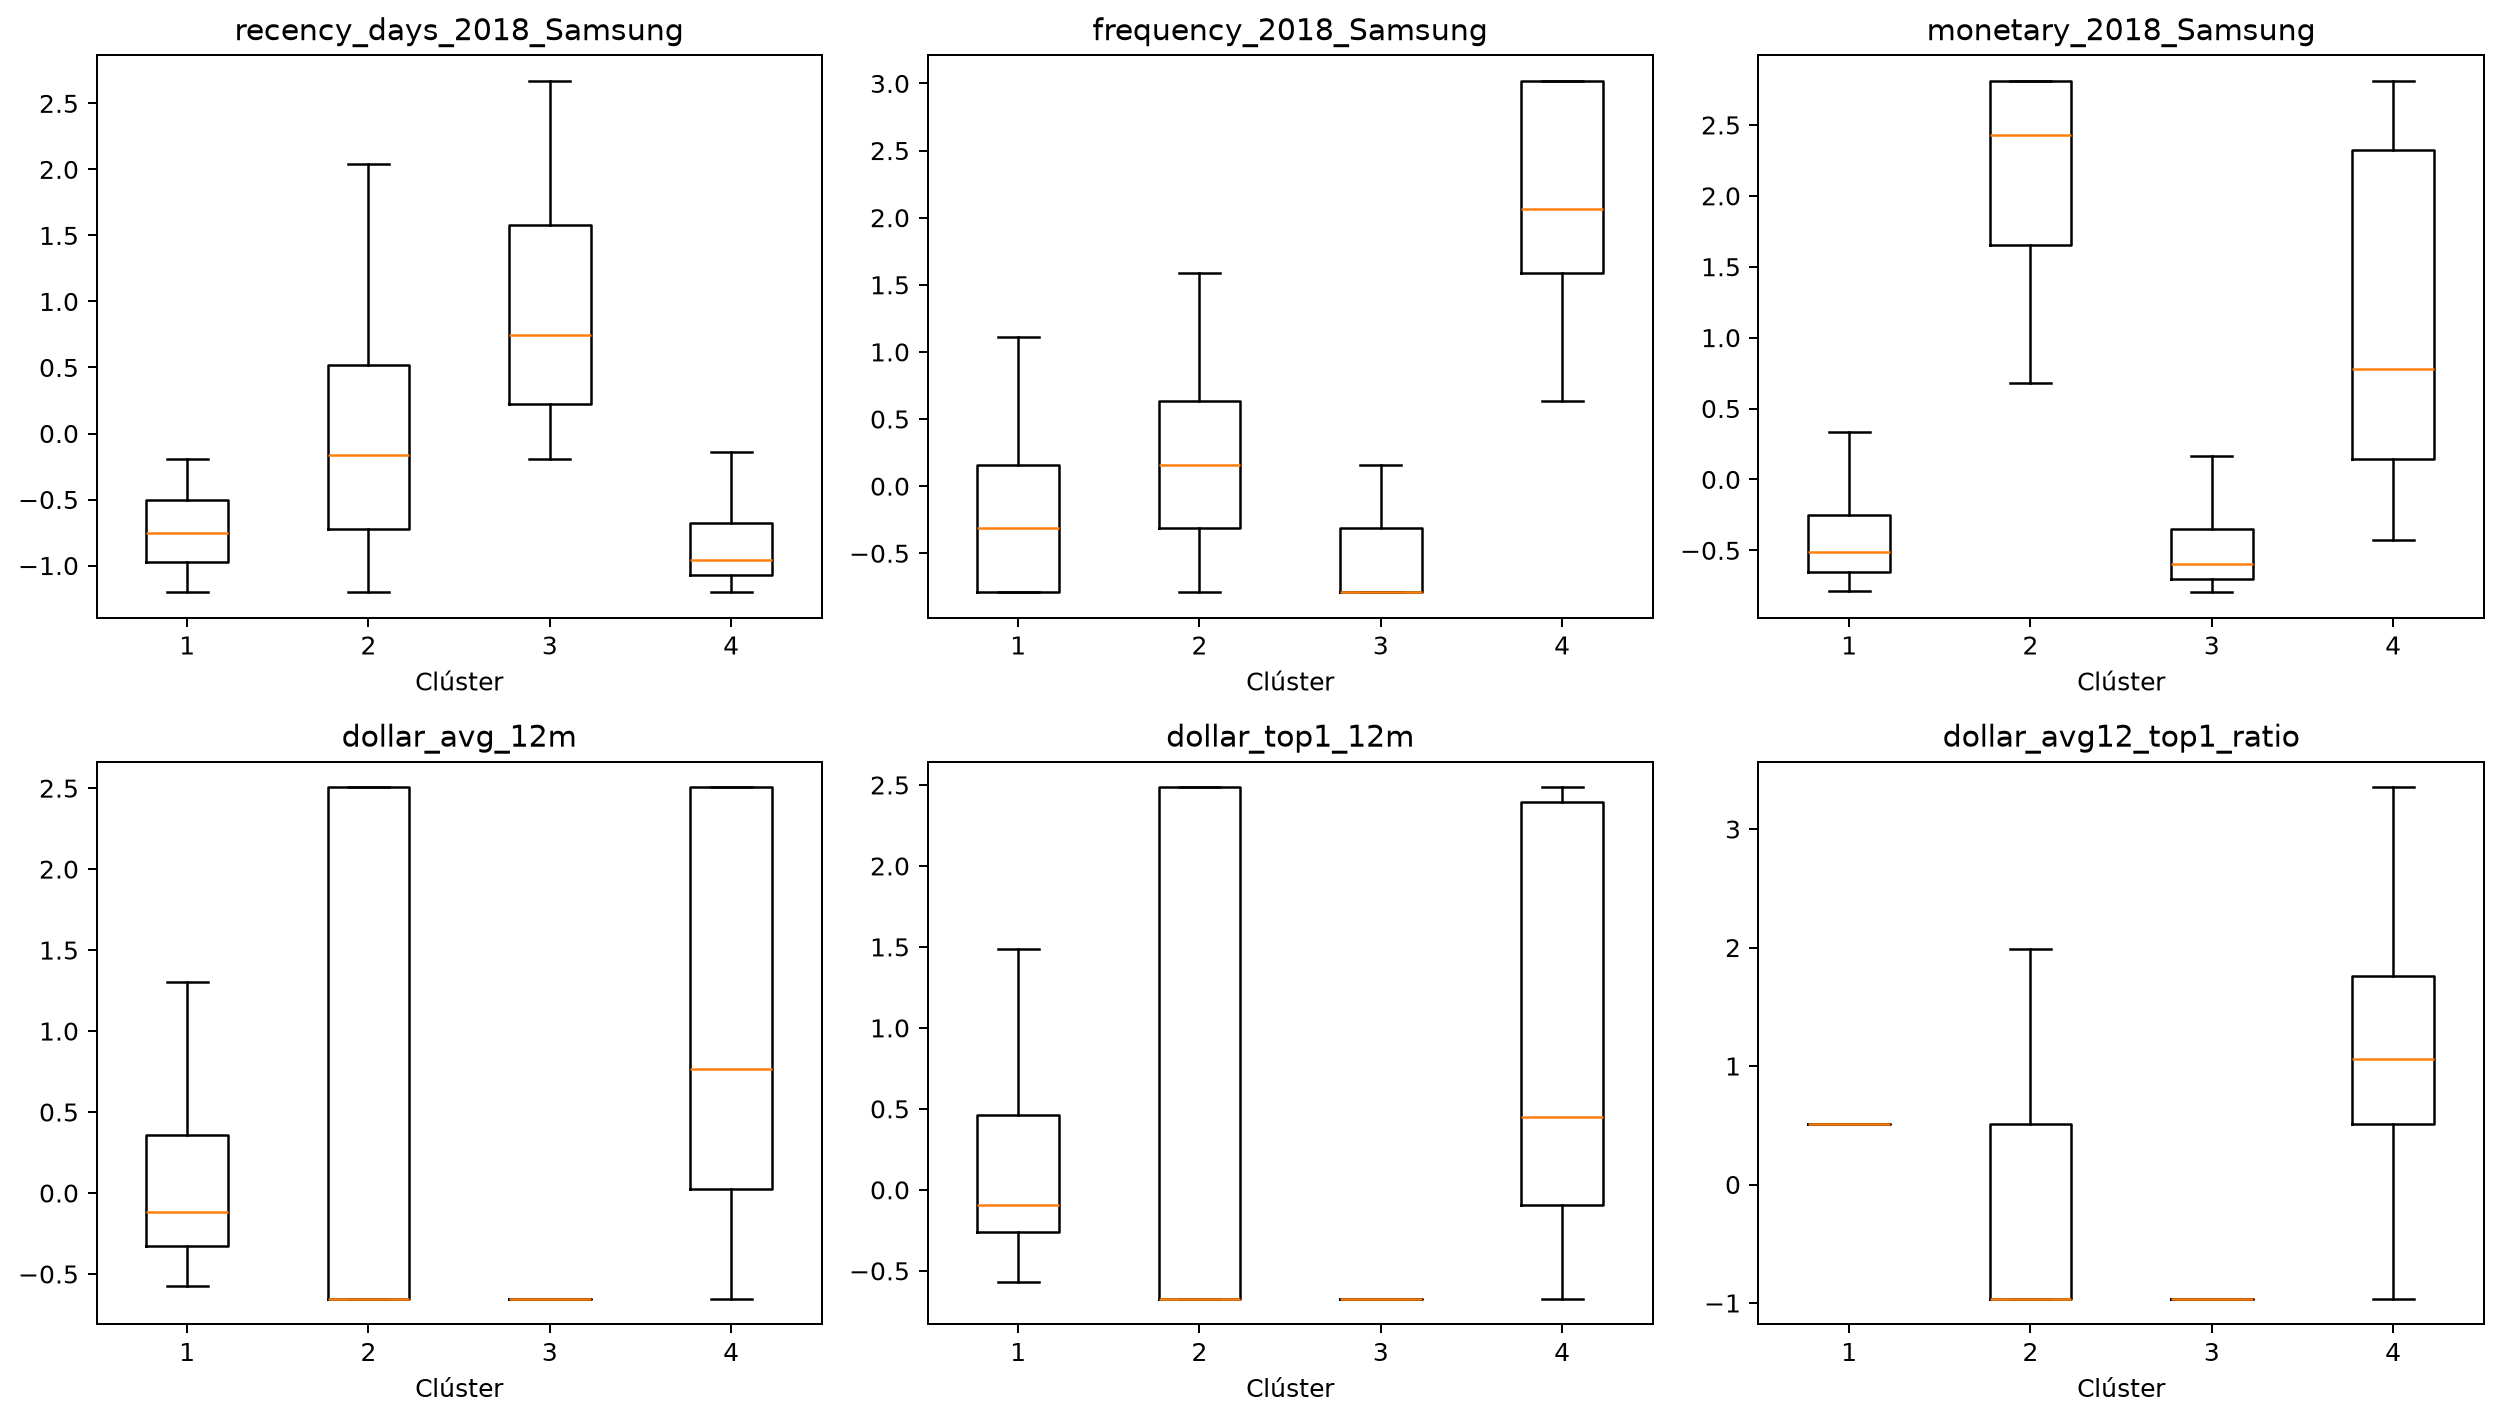 recency_days_2018_Samsung
2.5
2.0
1.5
1.0
0.5
0.0
−0.5
−1.0
1 2 3 4
Clúster
frequency_2018_Samsung
3.0
2.5
2.0
1.5
1.0
0.5
0.0
−0.5
1 2 3 4
Clúster
monetary_2018_Samsung
2.5
2.0
1.5
1.0
0.5
0.0
−0.5
1 2 3 4
Clúster
dollar_avg_12m
2.5
2.0
1.5
1.0
0.5
0.0
−0.5
1 2 3 4
Clúster
dollar_top1_12m
2.5
2.0
1.5
1.0
0.5
0.0
−0.5
1 2 3 4
Clúster
dollar_avg12_top1_ratio
3
2
1
0
−1
1 2 3 4
Clúster